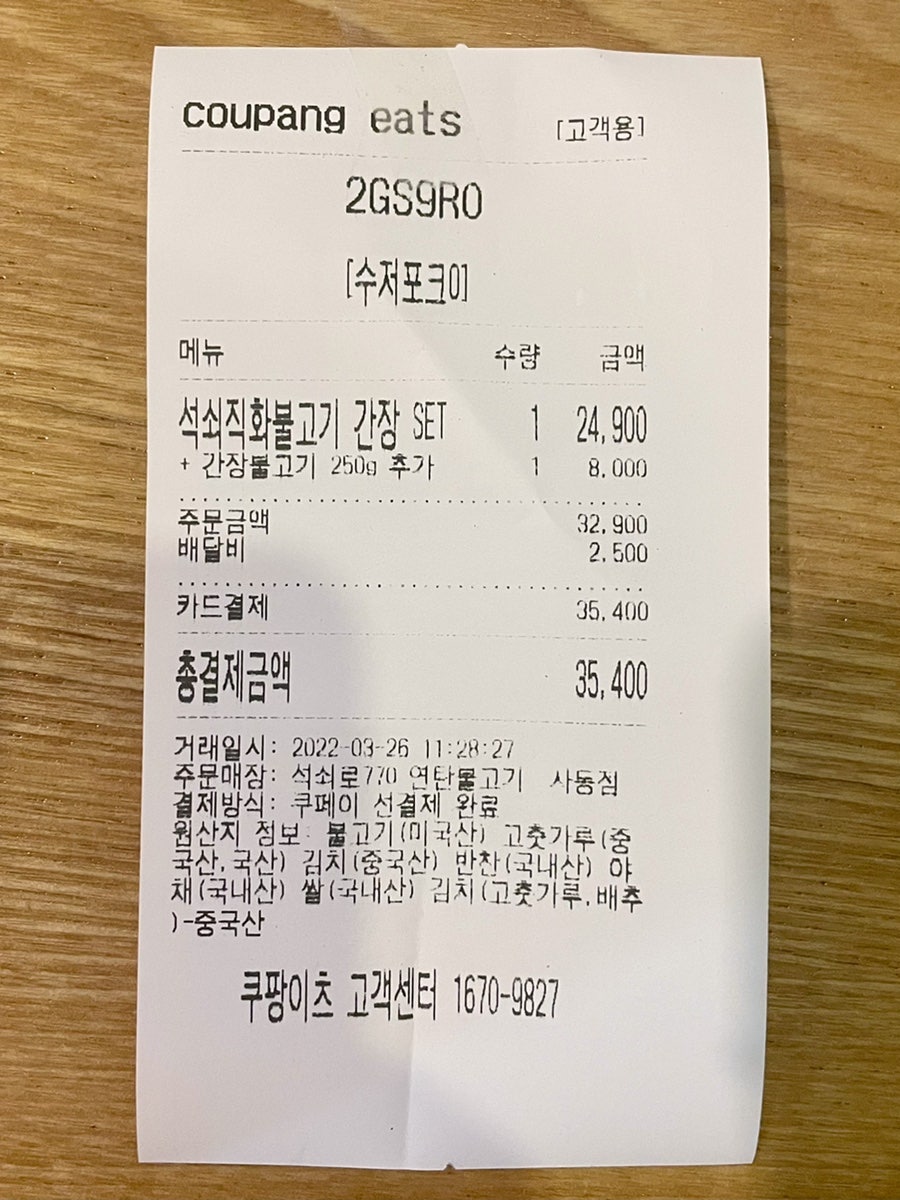 coupang eats [고객용]
2GS9R0
[수저포크0]
메뉴 수량 금액
석쇠직화불고기 간장 SET 1 24,900
+ 간장불고기 250g 추가 1 8,000
주문금액 32,900
배달비 2,500
카드결제 35,400
총결제금액 35,400
거래일시: 2022-03-26 11:28:27
주문매장: 석쇠로770 연탄불고기 사동점
결제방식: 쿠페이 선결제 완료
원산지 정보: 불고기(미국산) 고춧가루(중
국산,국산) 김치(중국산) 반찬(국내산) 야
채(국내산) 쌀(국내산) 김치(고춧가루,배추
)-중국산
쿠팡이츠 고객센터 1670-9827